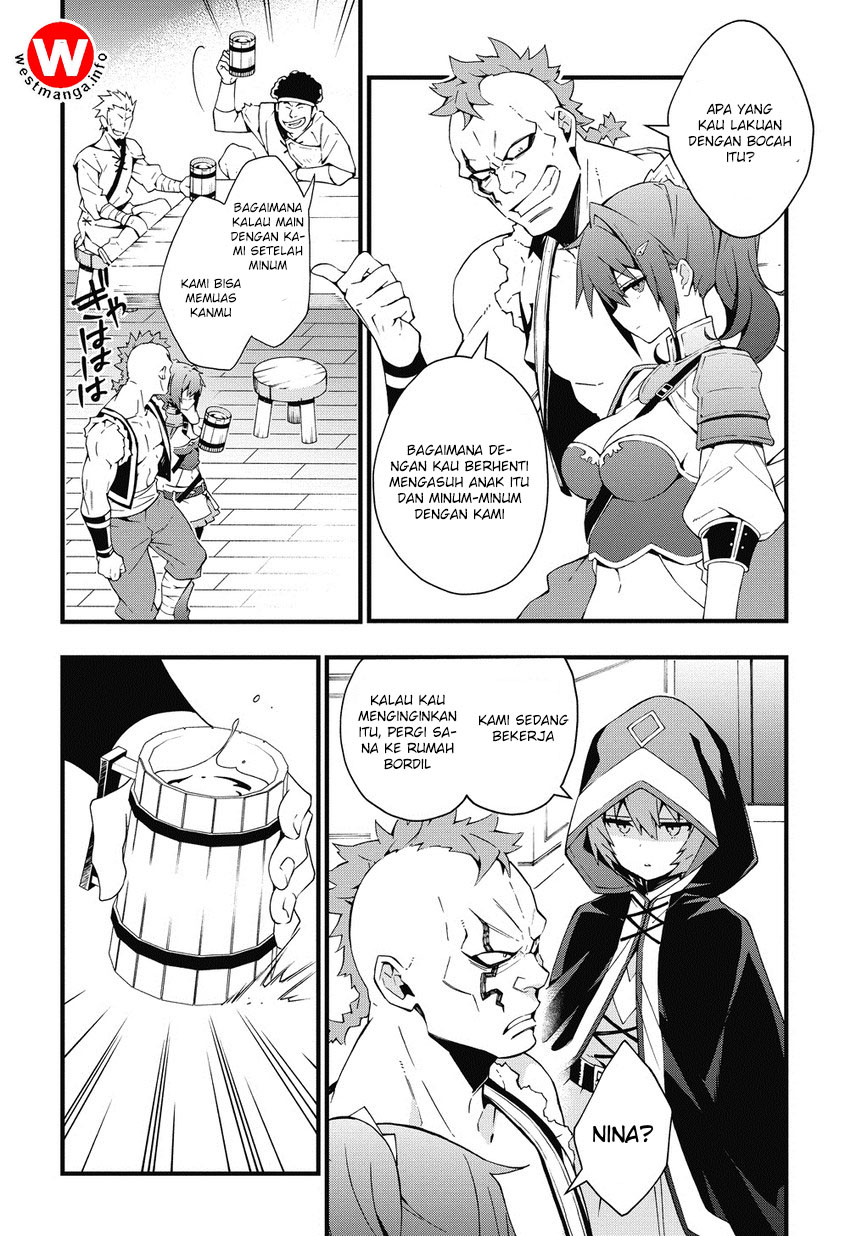 W
westmanga.info
APA YANG
KAU LAKUAN
DENGAN BOCAH
ITU?
BAGAIMANA DE-
NGAN KAU BERHENTI
MENGASUH ANAK ITU
DAN MINUM-MINUM
DENGAN KAMI
BAGAIMANA
KALAU MAIN
DENGAN KA-
MI SETELAH
MINUM
KAMI BISA
MEMUAS
KANMU
ぎゃははは
KAMI SEDANG
BEKERJA
KALAU KAU
MENGINGINKAN
ITU, PERGI SA-
NA KE RUMAH
BORDIL
NINA?